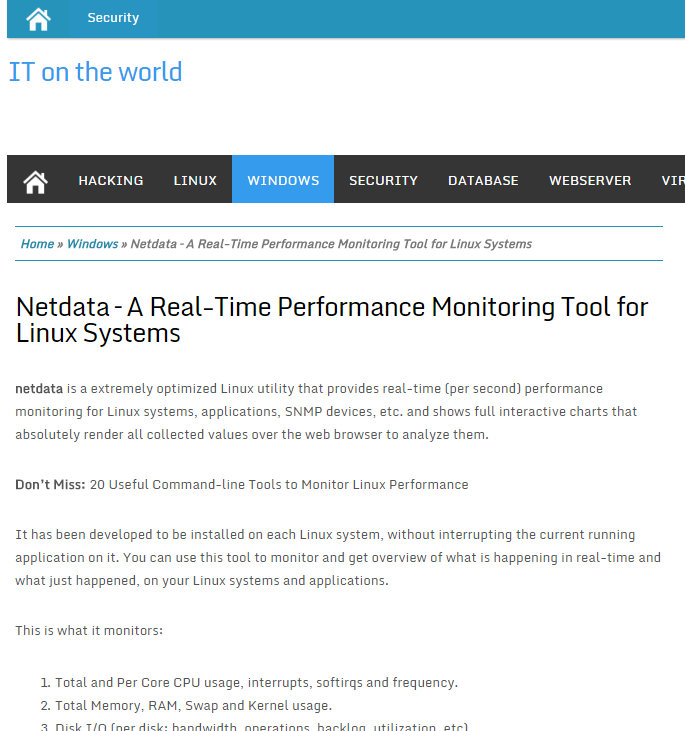 Security
IT on the world
HACKING LINUX WINDOWS SECURITY DATABASE WEBSERVER VIR
Home » Windows » Netdata - A Real-Time Performance Monitoring Tool for Linux Systems
Netdata - A Real-Time Performance Monitoring Tool for
Linux Systems
netdata is a extremely optimized Linux utility that provides real-time (per second) performance
monitoring for Linux systems, applications, SNMP devices, etc. and shows full interactive charts that
absolutely render all collected values over the web browser to analyze them.
Don't Miss: 20 Useful Command-line Tools to Monitor Linux Performance
It has been developed to be installed on each Linux system, without interrupting the current running
application on it. You can use this tool to monitor and get overview of what is happening in real-time and
what just happened, on your Linux systems and applications.
This is what it monitors:
1. Total and Per Core CPU usage, interrupts, softirqs and frequency.
2. Total Memory, RAM, Swap and Kernel usage.
3. Disk I/O (per disk: bandwidth, operations, backlog, utilization, etc)